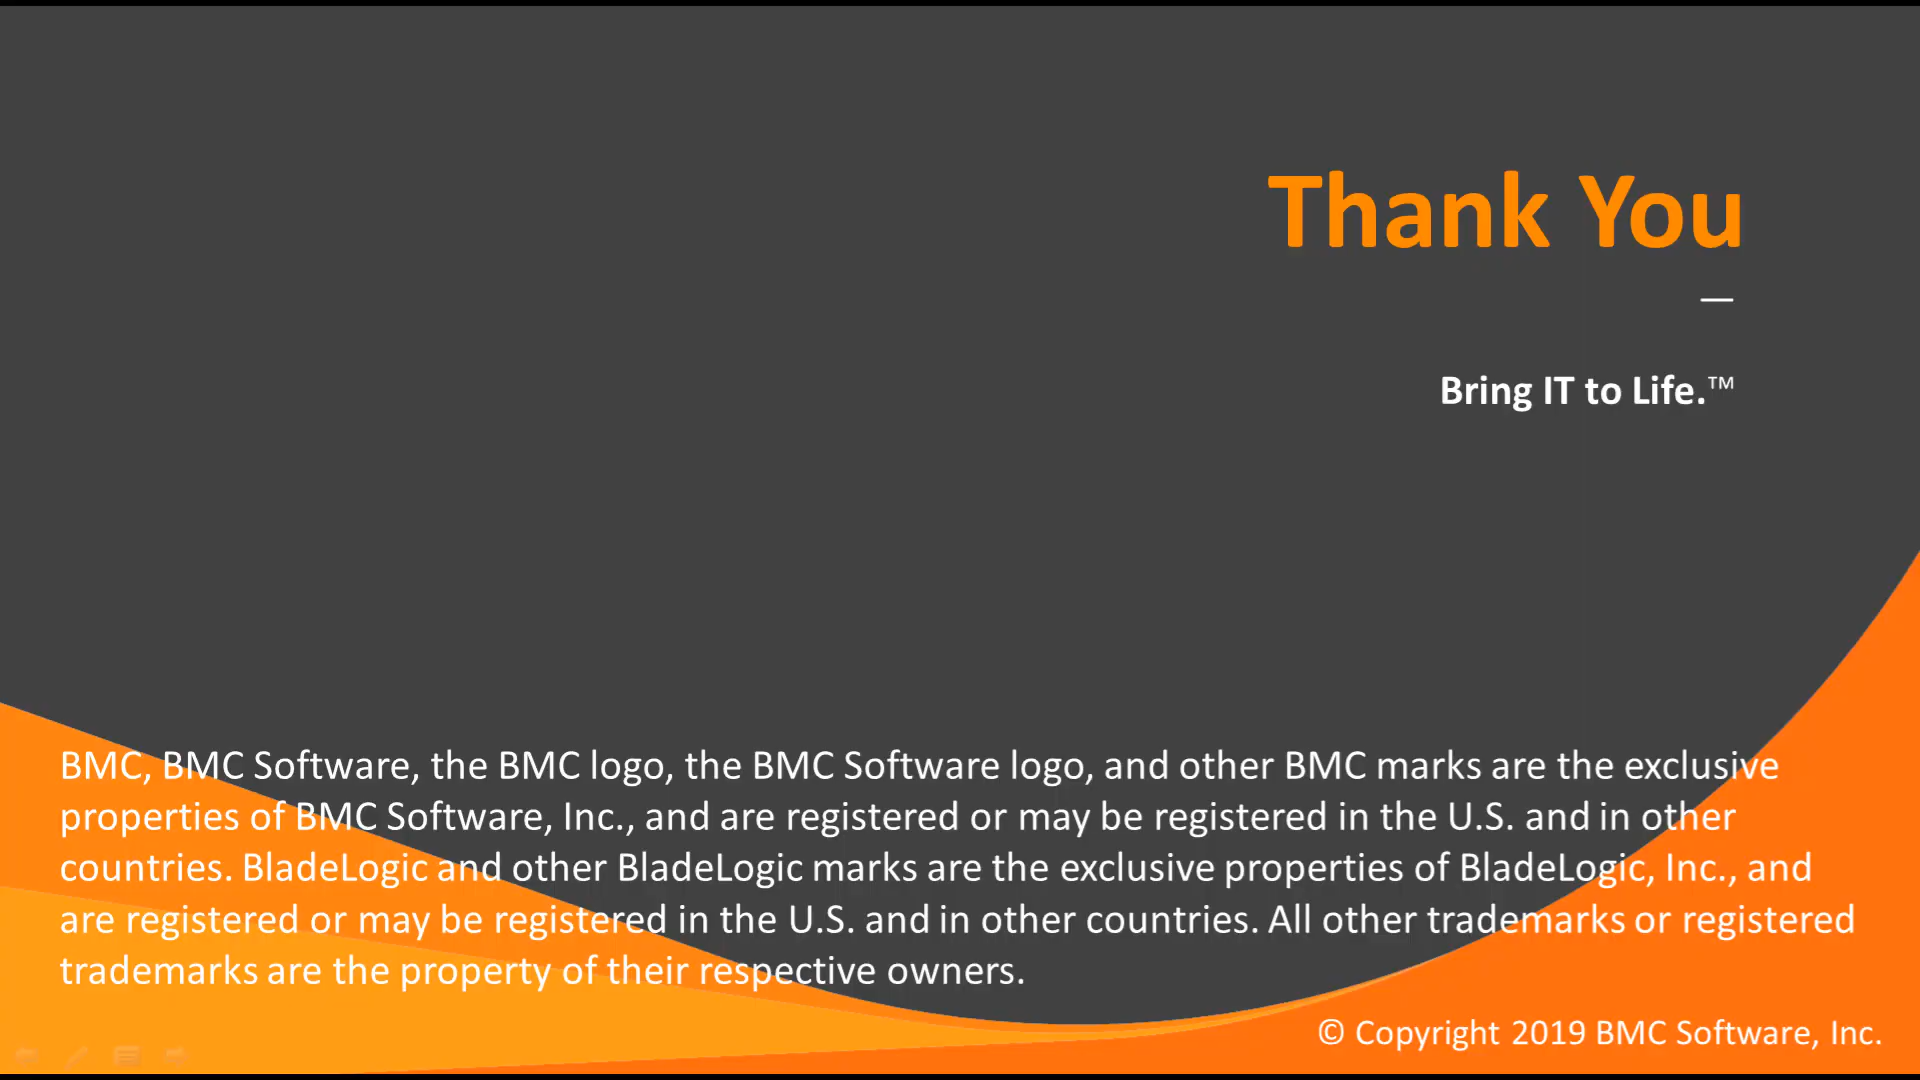 Thank You
—
Bring IT to Life.™
BMC, BMC Software, the BMC logo, the BMC Software logo, and other BMC marks are the exclusive
properties of BMC Software, Inc., and are registered or may be registered in the U.S. and in other
countries. BladeLogic and other BladeLogic marks are the exclusive properties of BladeLogic, Inc., and
are registered or may be registered in the U.S. and in other countries. All other trademarks or registered
trademarks are the property of their respective owners.
© Copyright 2019 BMC Software, Inc.